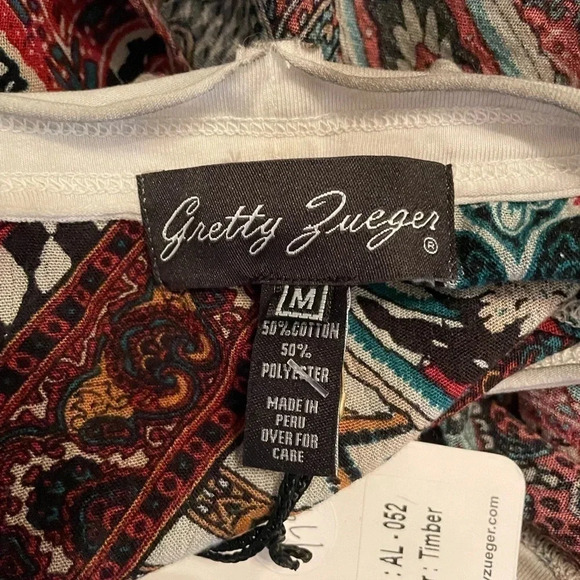 Gretty Zueger ®
M
50% COTTON
50%
POLYESTER
MADE IN
PERU
OVER FOR
CARE
: AL - 052
: Timber
zueger.com